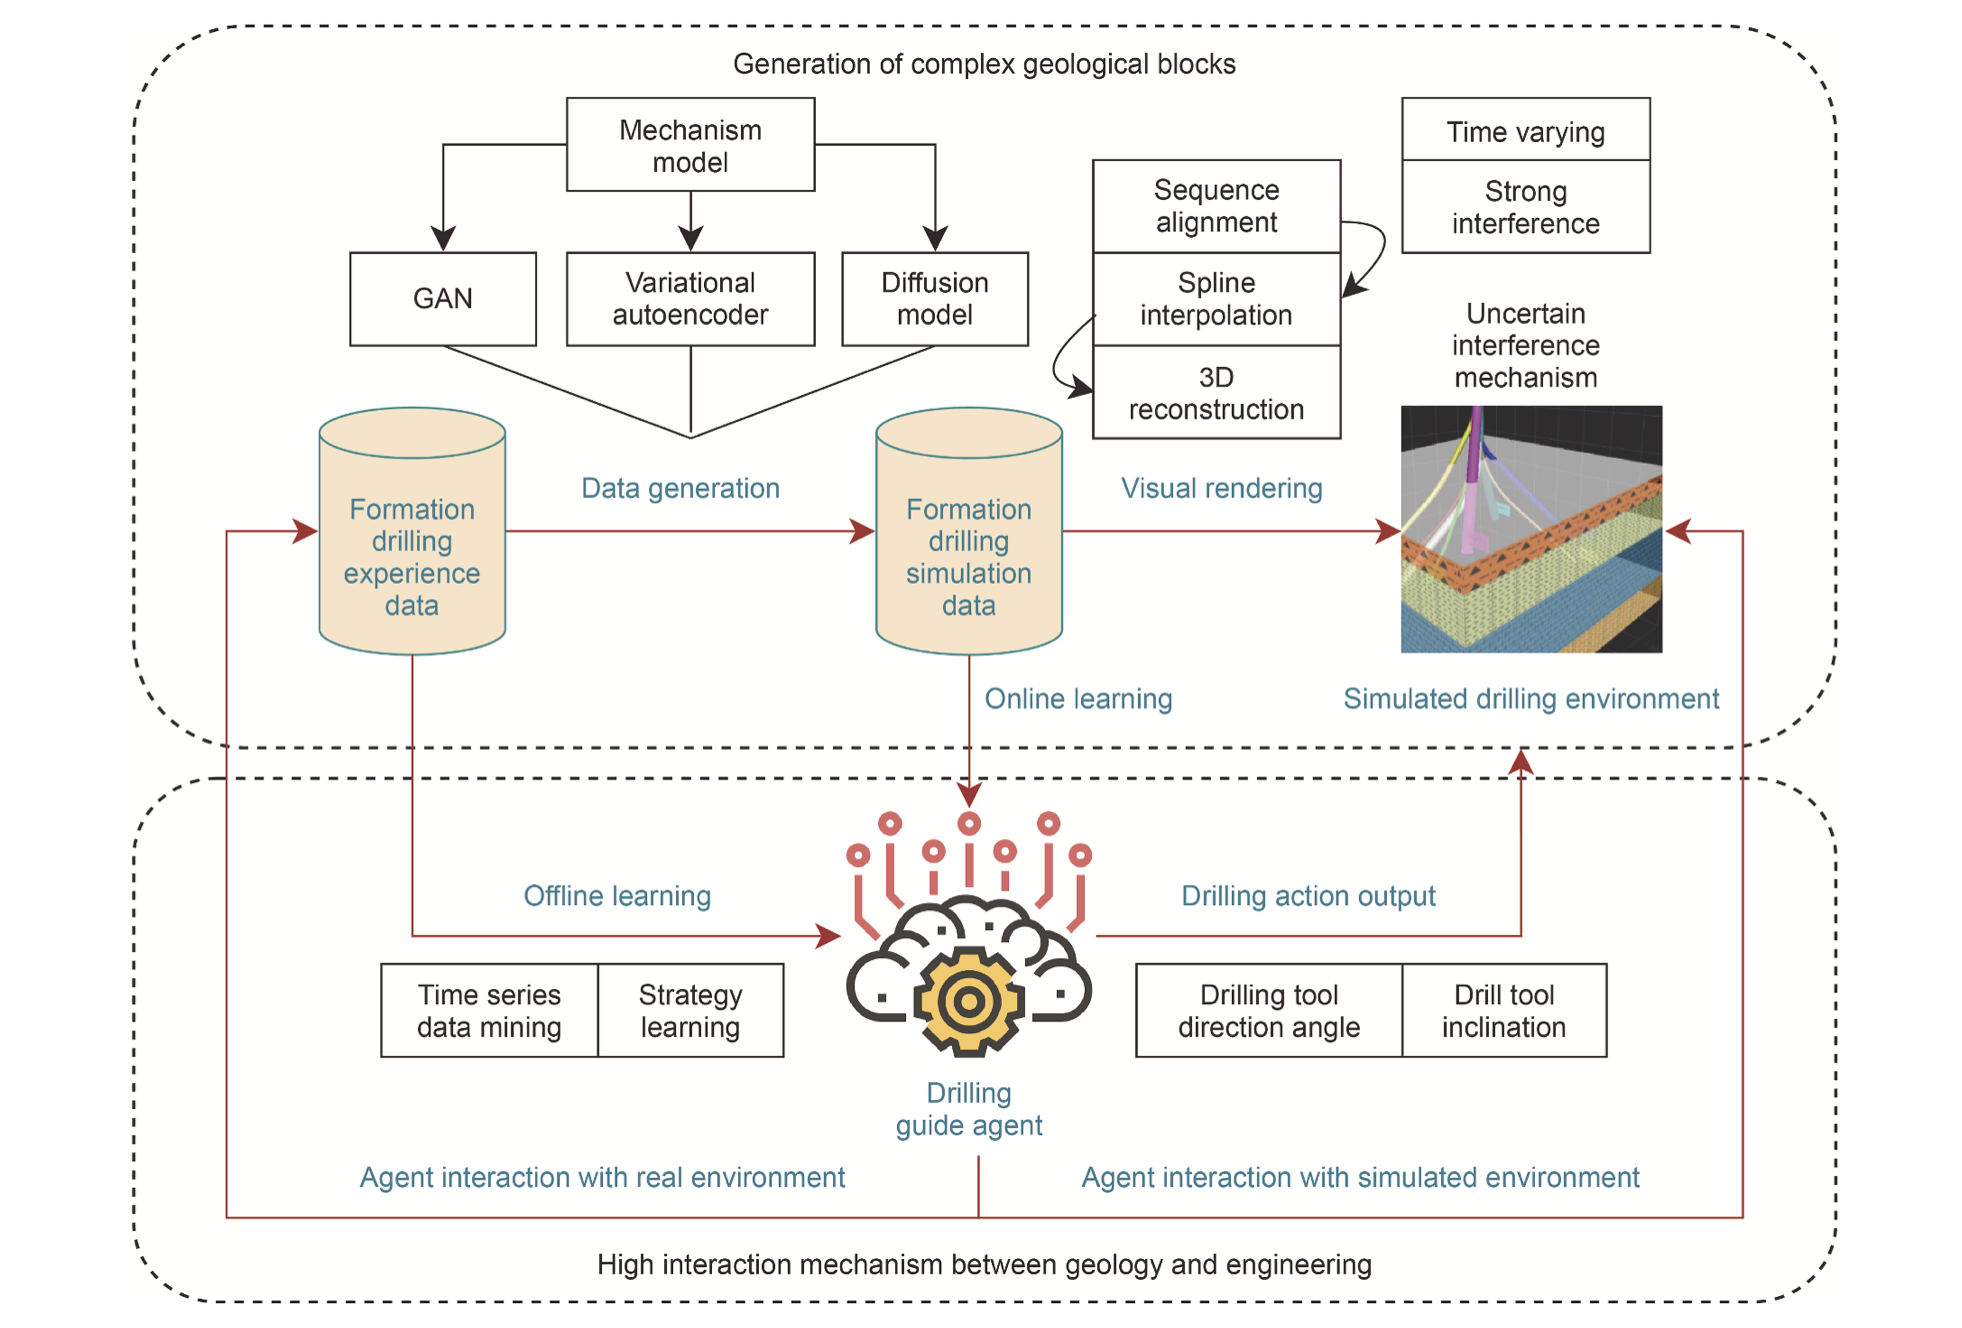 Generation of complex geological blocks
Mechanism
model
GAN
Variational
autoencoder
Diffusion
model
Sequence
alignment
Spline
interpolation
3D
reconstruction
Time varying
Strong
interference
Uncertain
interference
mechanism
Formation
drilling
experience
data
Data generation
Formation
drilling
simulation
data
Visual rendering
Online learning
Simulated drilling environment
Offline learning
Drilling action output
Time series
data mining
Strategy
learning
Drilling tool
direction angle
Drill tool
inclination
Drilling
guide agent
Agent interaction with real environment
Agent interaction with simulated environment
High interaction mechanism between geology and engineering